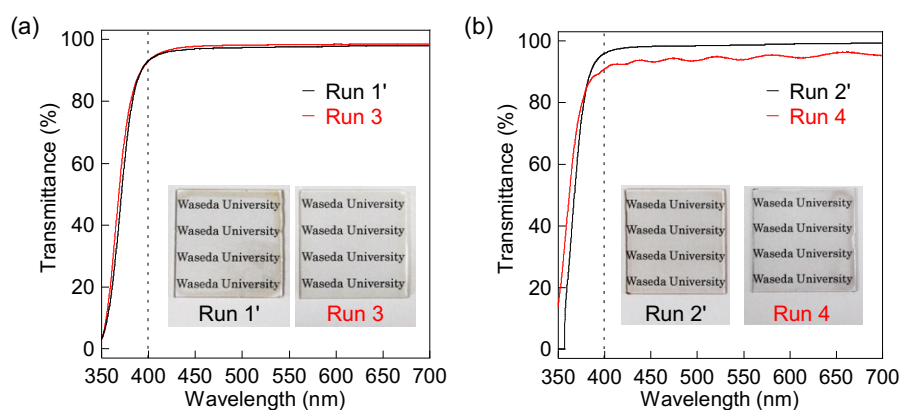 (a)
Transmittance (%)
100
80
60
40
20
0
Run 1'
Run 3
Waseda University
Waseda University
Waseda University
Waseda University
Run 1'
Waseda University
Waseda University
Waseda University
Waseda University
Run 3
350 400 450 500 550 600 650 700
Wavelength (nm)
(b)
Transmittance (%)
100
80
60
40
20
0
Run 2'
Run 4
Waseda University
Waseda University
Waseda University
Waseda University
Run 2'
Waseda University
Waseda University
Waseda University
Waseda University
Run 4
350 400 450 500 550 600 650 700
Wavelength (nm)